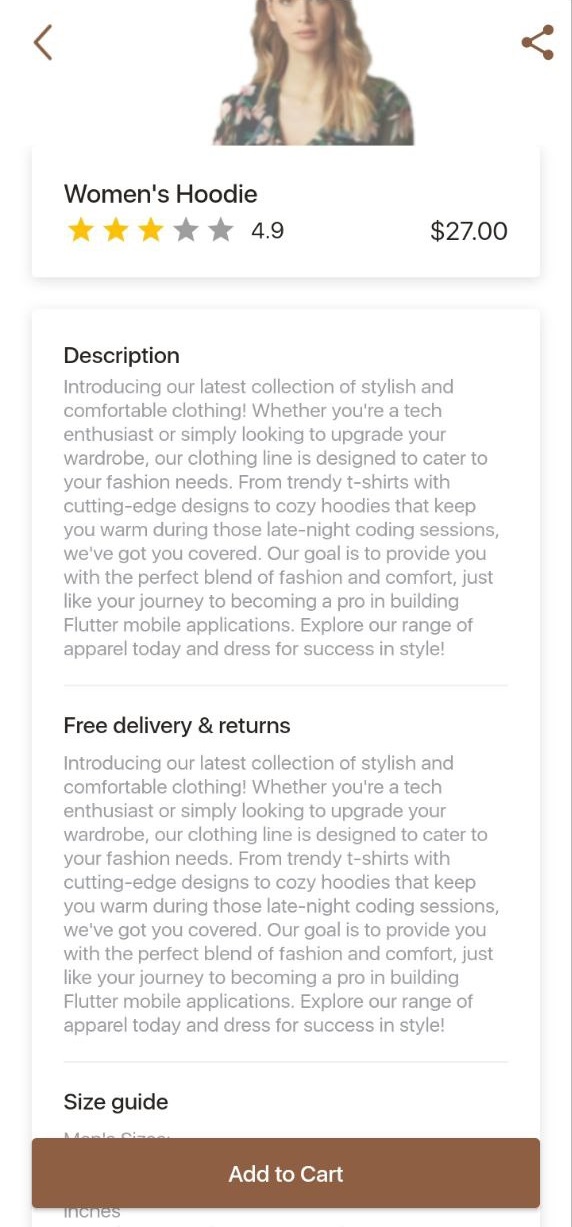 Women's Hoodie
4.9
$27.00
Description
Introducing our latest collection of stylish and
comfortable clothing! Whether you're a tech
enthusiast or simply looking to upgrade your
wardrobe, our clothing line is designed to cater to
your fashion needs. From trendy t-shirts with
cutting-edge designs to cozy hoodies that keep
you warm during those late-night coding sessions,
we've got you covered. Our goal is to provide you
with the perfect blend of fashion and comfort, just
like your journey to becoming a pro in building
Flutter mobile applications. Explore our range of
apparel today and dress for success in style!
Free delivery & returns
Introducing our latest collection of stylish and
comfortable clothing! Whether you're a tech
enthusiast or simply looking to upgrade your
wardrobe, our clothing line is designed to cater to
your fashion needs. From trendy t-shirts with
cutting-edge designs to cozy hoodies that keep
you warm during those late-night coding sessions,
we've got you covered. Our goal is to provide you
with the perfect blend of fashion and comfort, just
like your journey to becoming a pro in building
Flutter mobile applications. Explore our range of
apparel today and dress for success in style!
Size guide
Men's Sizes:
Add to Cart
inches